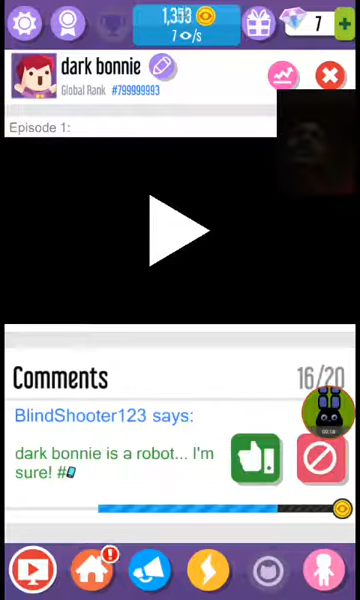 1,353
7 /s
7
dark bonnie
Global Rank #799999993
Episode 1:
Comments 16/20
BlindShooter123 says:
dark bonnie is a robot... I'm
sure! #